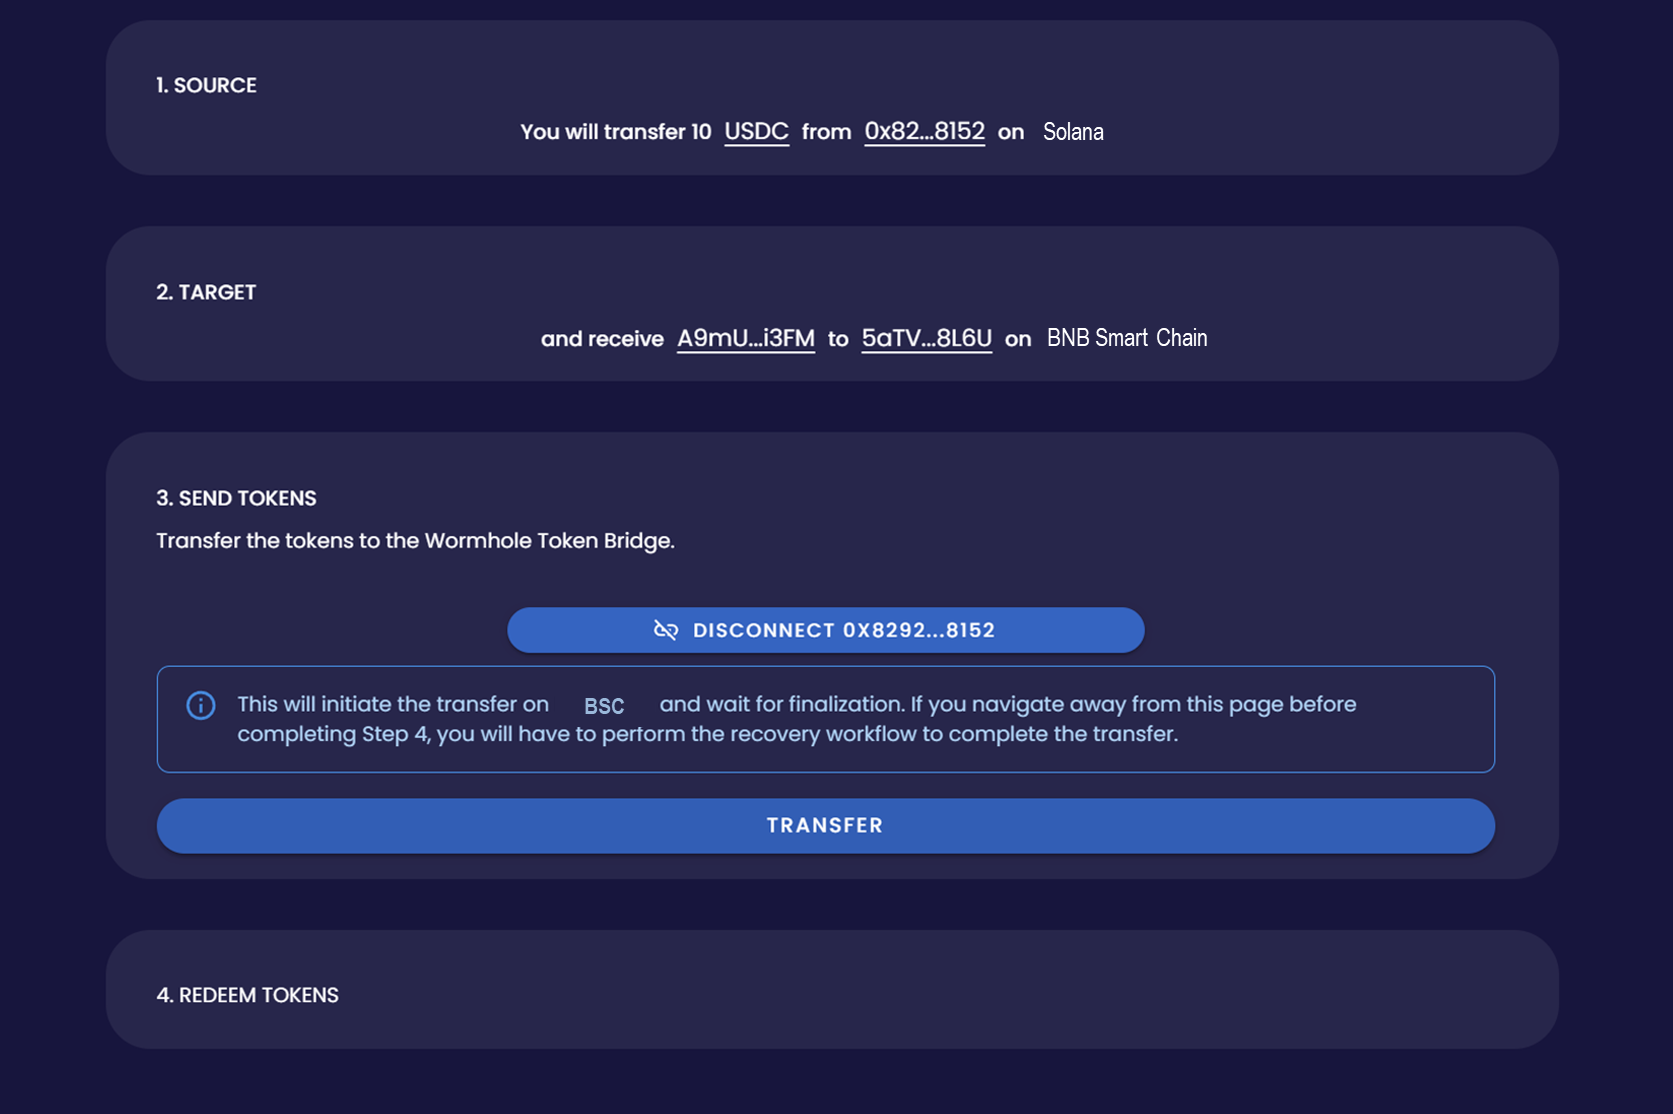 1. SOURCE
You will transfer 10 USDC from 0x82...8152 on Solana
2. TARGET
and receive A9mU...i3FM to 5aTV...8L6U on BNB Smart Chain
3. SEND TOKENS
Transfer the tokens to the Wormhole Token Bridge.
DISCONNECT 0X8292...8152
This will initiate the transfer on BSC and wait for finalization. If you navigate away from this page before
completing Step 4, you will have to perform the recovery workflow to complete the transfer.
TRANSFER
4. REDEEM TOKENS